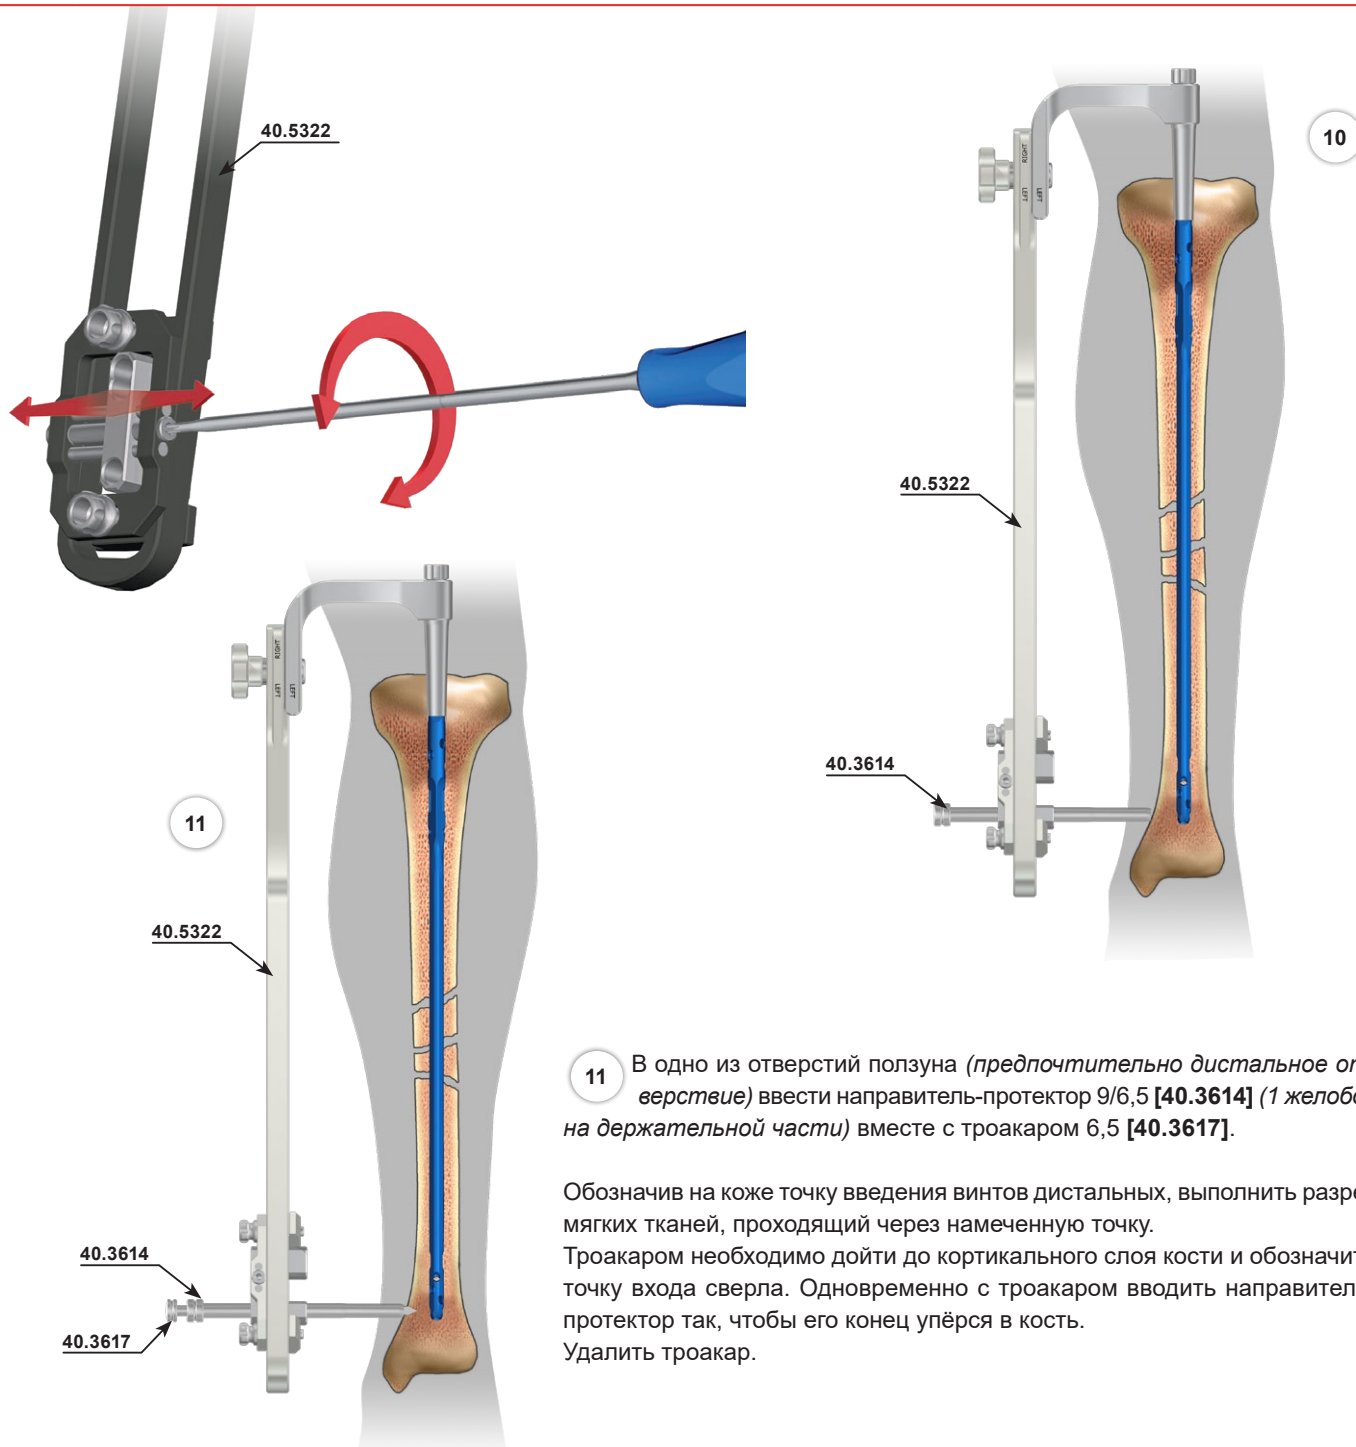 40.5322
10
RIGHT
LEFT
LEFT
40.5322
40.3614
RIGHT
LEFT
LEFT
11
40.5322
40.3614
40.3617
11 В одно из отверстий ползуна (предпочтительно дистальное от
верствие) ввести направитель-протектор 9/6,5 [40.3614] (1 желобо
на держательной части) вместе с троакаром 6,5 [40.3617].
Обозначив на коже точку введения винтов дистальных, выполнить разре
мягких тканей, проходящий через намеченную точку.
Троакаром необходимо дойти до кортикального слоя кости и обозначит
точку входа сверла. Одновременно с троакаром вводить направител
протектор так, чтобы его конец упёрся в кость.
Удалить троакар.